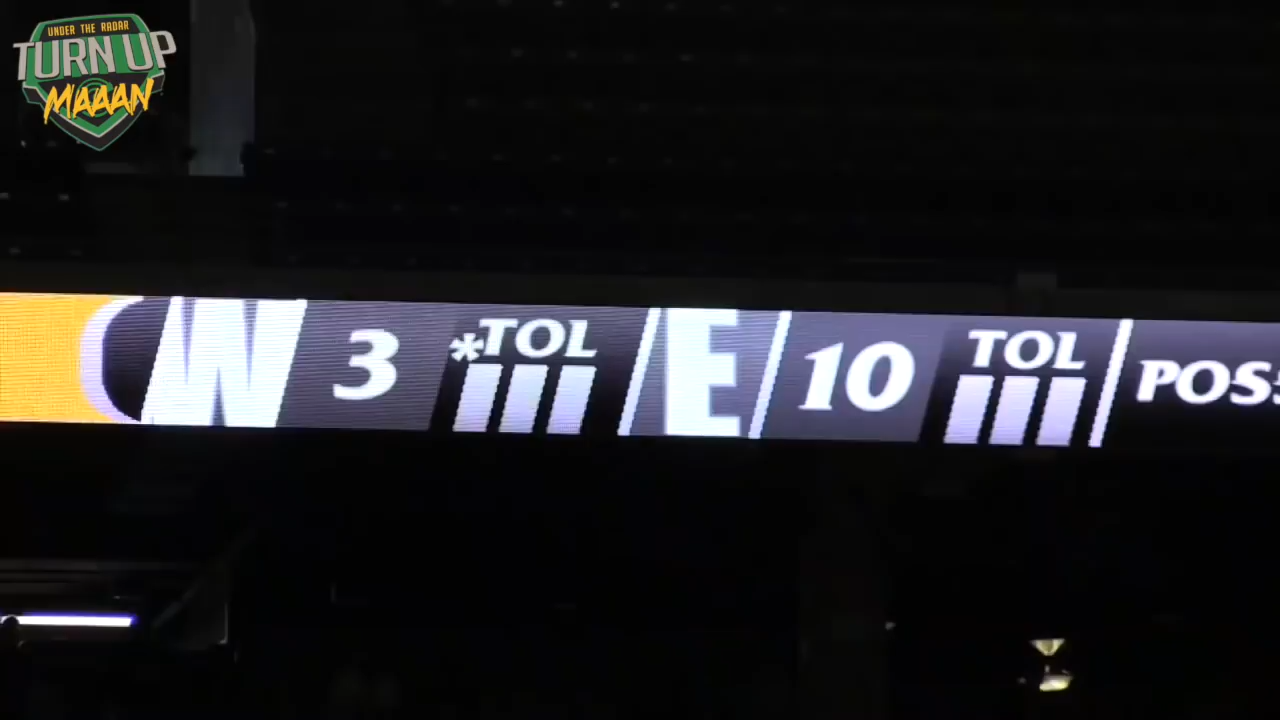 UNDER THE RADAR
TURN UP
MAAAN
W 3 *TOL E 10 TOL